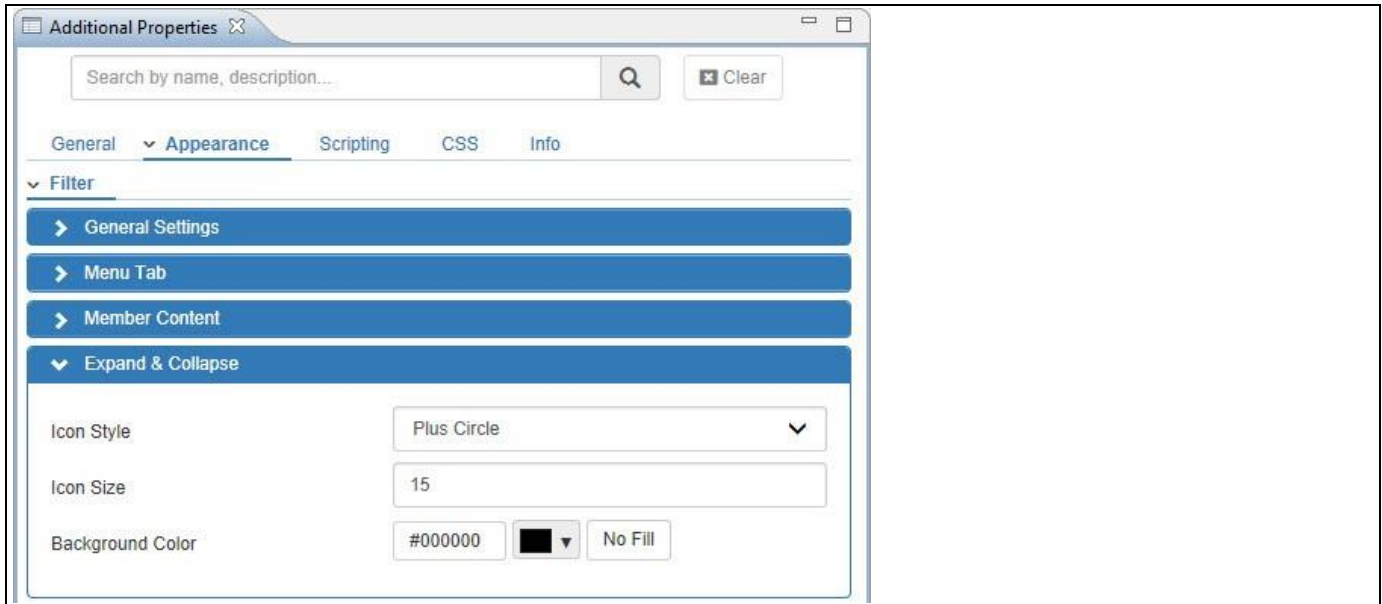 Additional Properties
Search by name, description...
Clear
General Appearance Scripting CSS Info
Filter
General Settings
Menu Tab
Member Content
Expand & Collapse
Icon Style Plus Circle
Icon Size 15
Background Color #000000 No Fill